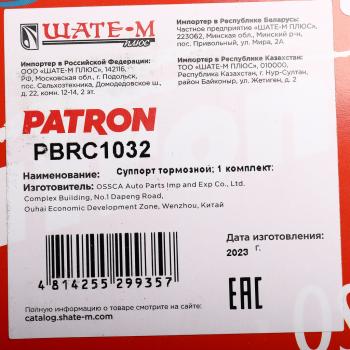 ШАТЕ-М
ПЛЮС
Импортер в Российской Федерации:
ООО «ШАТЕ-М ПЛЮС», 142116,
РФ, Московская обл., г. Подольск,
пос. Сельхозтехника, Домодедовское ш.,
д. 22, комн. 12-14, 2 эт.
Импортер в Республике Беларусь:
Частное предприятие «ШАТЕ-М ПЛЮС»,
223062, Минская обл., Минский р-н,
пос. Привольный, ул. Мира, 2А
Импортер в Республике Казахстан:
ТОО «ШАТЕ-М ПЛЮС», 010000,
Республика Казахстан, г. Нур-Султан,
район Байконыр, ул. Жетиген, д. 2
PATRON
PBRC1032
Наименование: Суппорт тормозной; 1 комплект;
Изготовитель: OSSCA Auto Parts Imp and Exp Co., Ltd.
Complex Building, No.1 Dapeng Road,
Ouhai Economic Development Zone, Wenzhou, Китай
Дата изготовления:
2023 г.
4 814255 299357
EAC
Подробную информацию о товаре смотрите на сайте:
catalog.shate-m.com